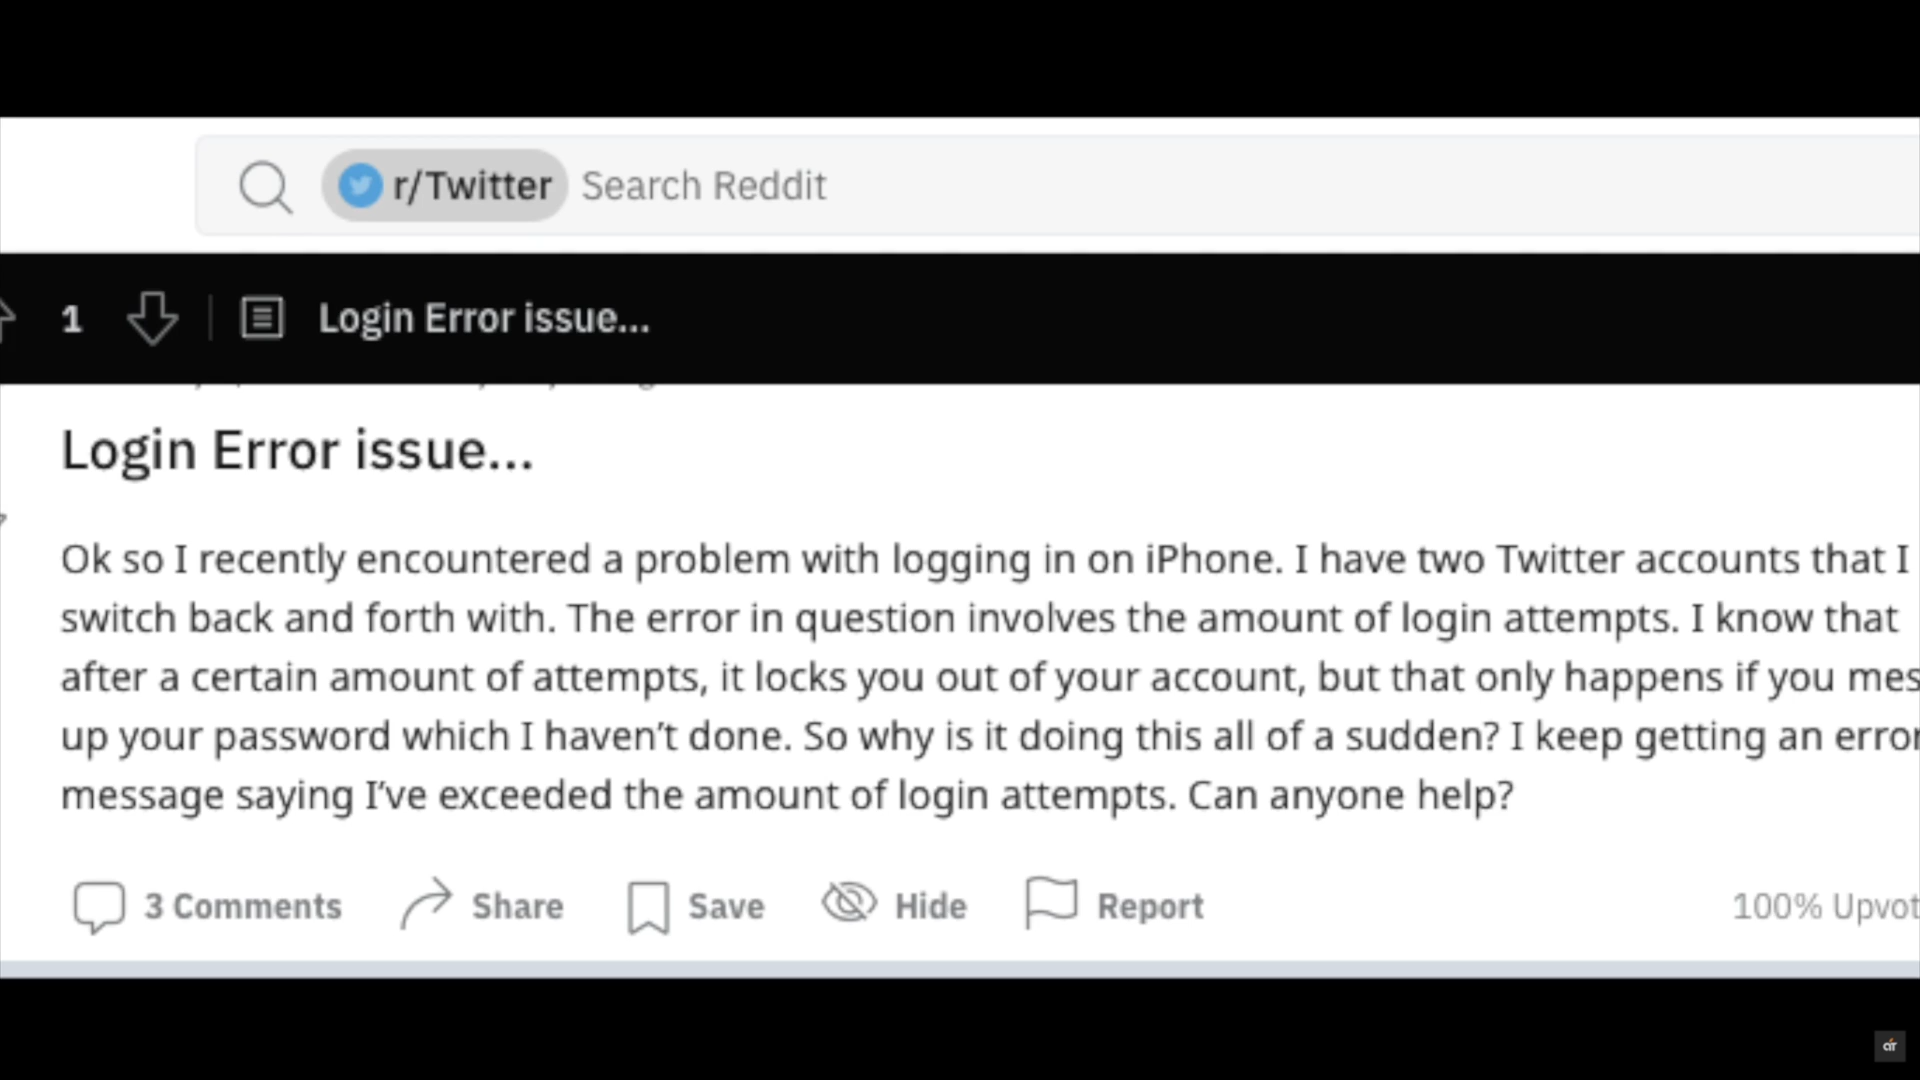 r/Twitter Search Reddit
1 Login Error issue...
Login Error issue...
Ok so I recently encountered a problem with logging in on iPhone. I have two Twitter accounts that I
switch back and forth with. The error in question involves the amount of login attempts. I know that
after a certain amount of attempts, it locks you out of your account, but that only happens if you mes
up your password which I haven't done. So why is it doing this all of a sudden? I keep getting an error
message saying I've exceeded the amount of login attempts. Can anyone help?
3 Comments Share Save Hide Report 100% Upvot